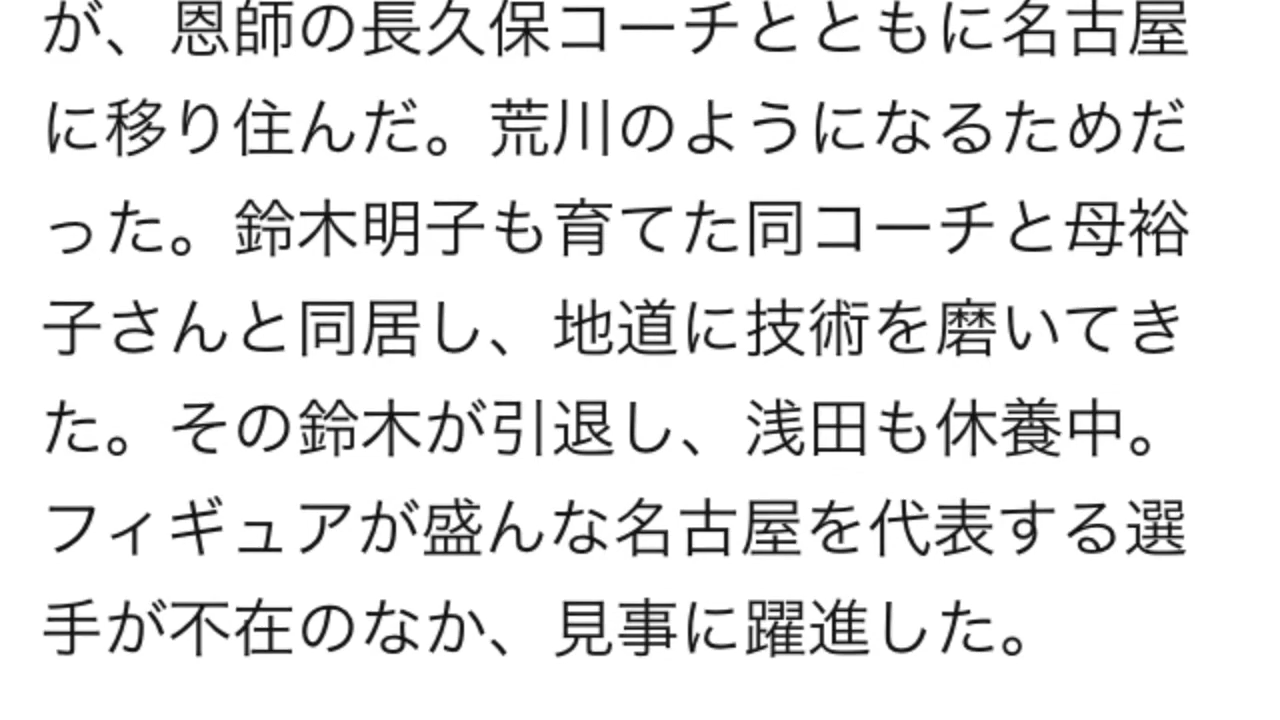 が、恩師の長久保コーチとともに名古屋
に移り住んだ。荒川のようになるためだ
った。鈴木明子も育てた同コーチと母裕
子さんと同居し、地道に技術を磨いてき
た。その鈴木が引退し、浅田も休養中。
フィギュアが盛んな名古屋を代表する選
手が不在のなか、見事に躍進した。